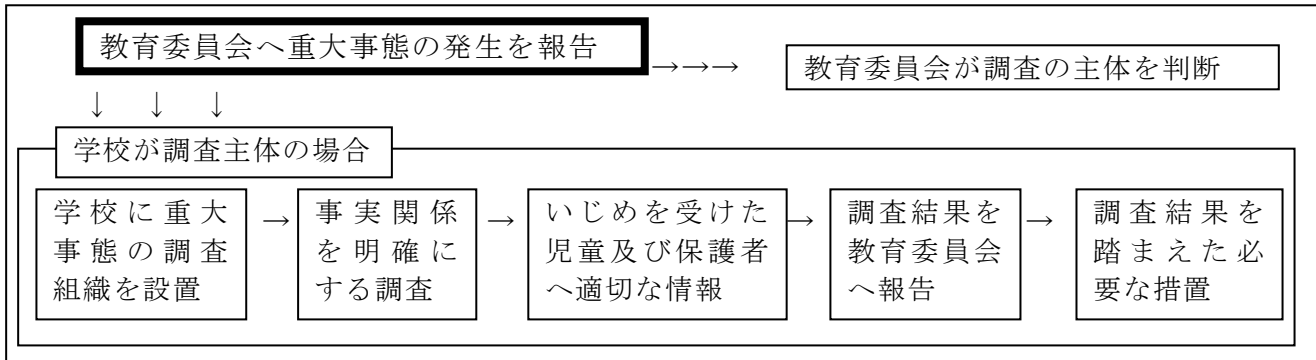 教育委員会へ重大事態の発生を報告
→→→
教育委員会が調査の主体を判断
↓ ↓ ↓
学校が調査主体の場合
学校に重大
事態の調査
組織を設置
→
事実関係
を明確に
する調査
→
いじめを受けた
児童及び保護者
へ適切な情報
→
調査結果を
教育委員会
へ報告
→
調査結果を
踏まえた必
要な措置